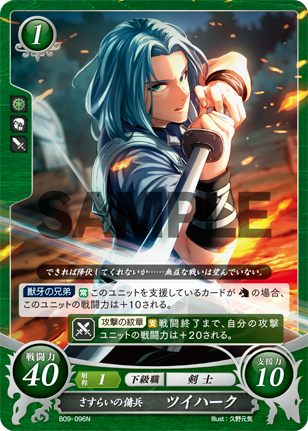 1
SAMPLE
できれば降伏してくれないか……無益な戦いは望んでいない。
獣牙の兄弟 常 このユニットを支援しているカードが の場合、
このユニットの戦闘力は+10される。
攻撃の紋章 支 戦闘終了まで、自分の攻撃
ユニットの戦闘力は+20される。
戦闘力
40
射程 1 下級職 剣士
支援力
10
さすらいの傭兵 ツイハーク
B09-096N Illust:久野元気